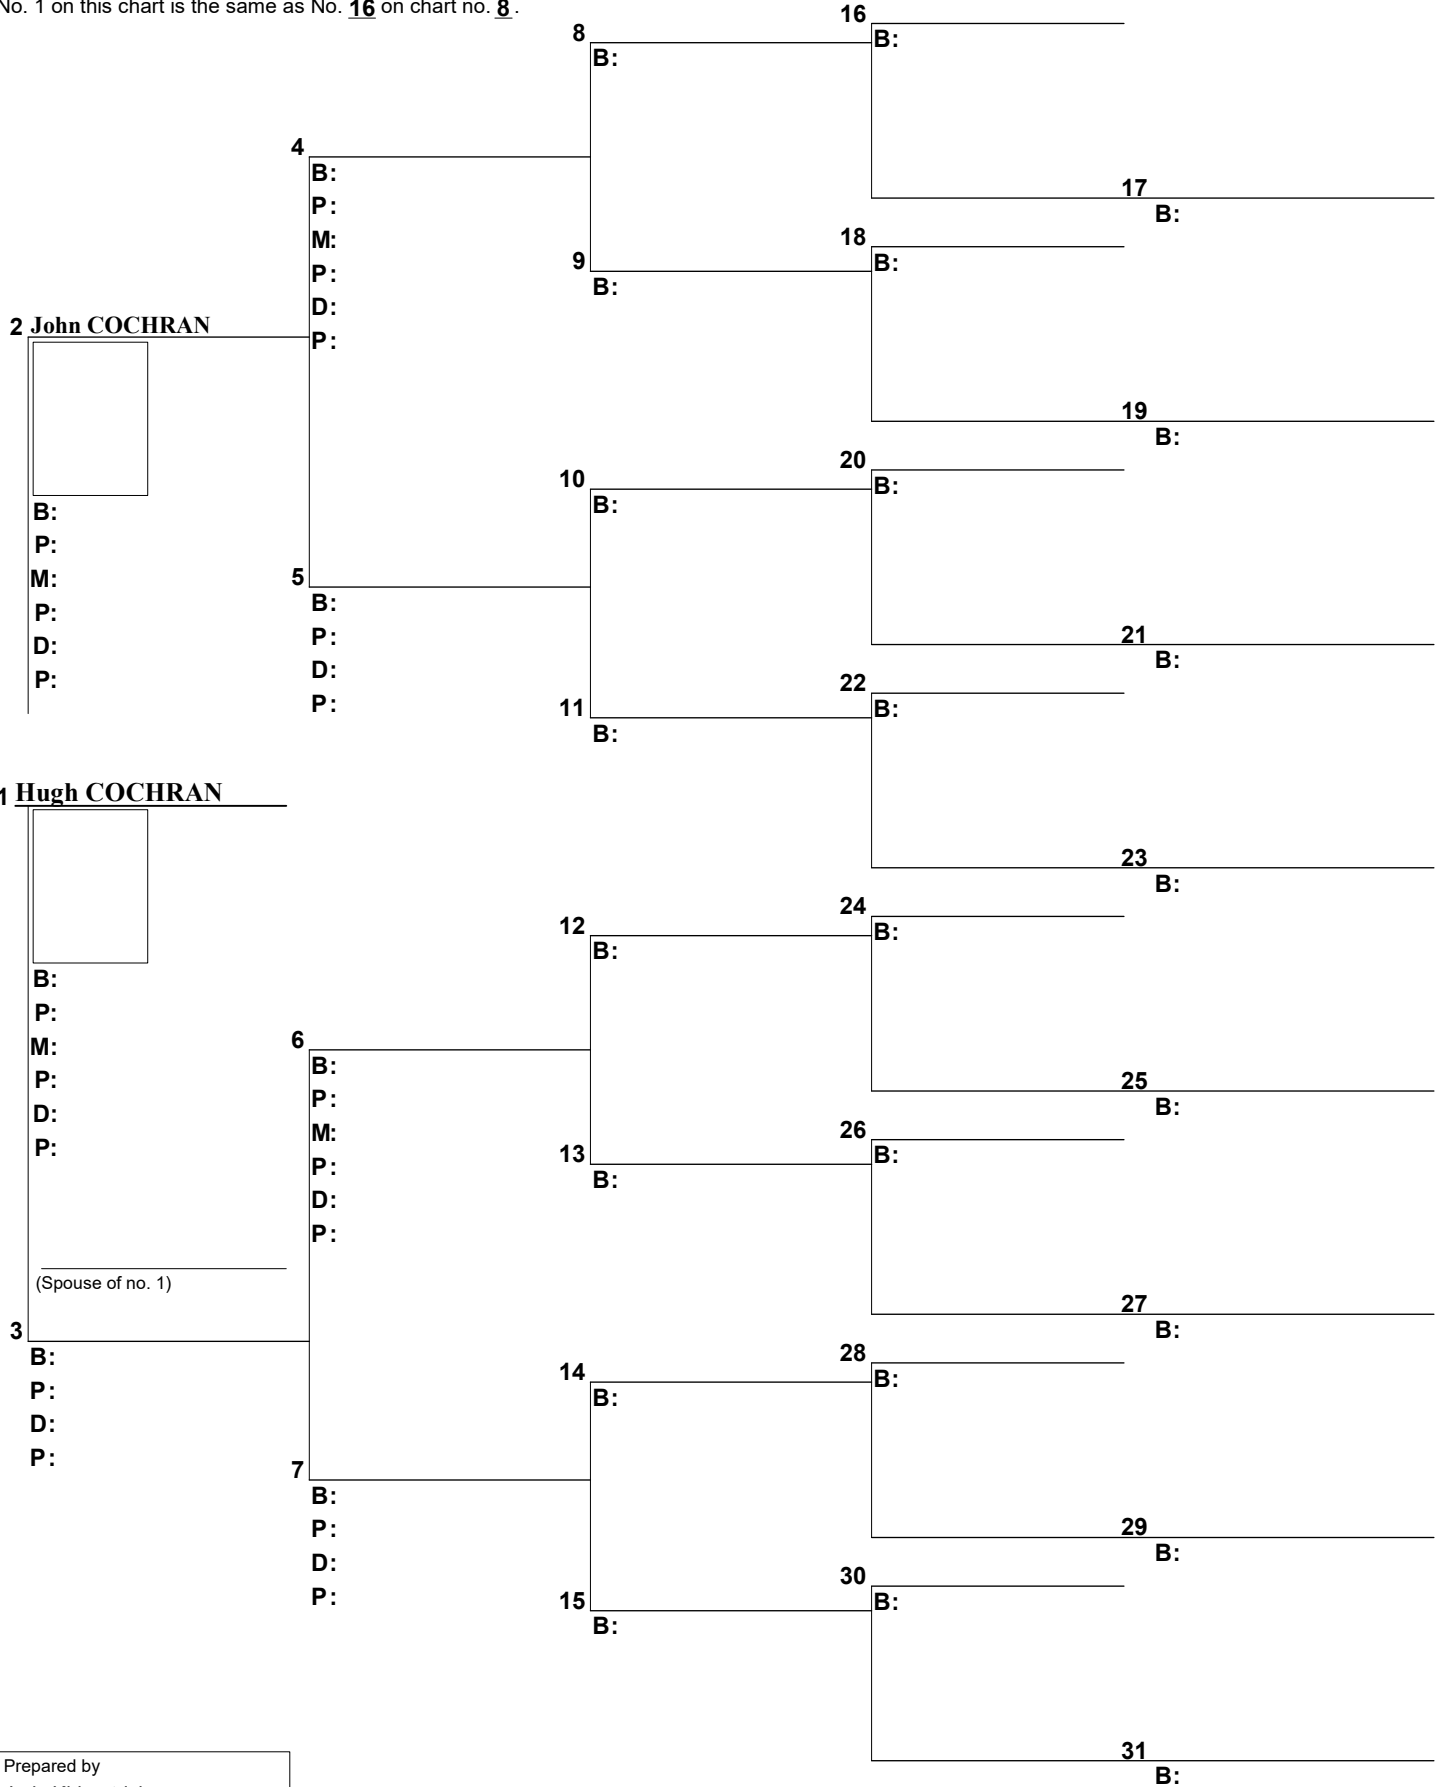 No. 1 on this chart is the same as No. 16 on chart no. 8.
16
B:
8
B:
4
B:
P:
M:
P:
D:
P:
17
B:
18
B:
9
B:
2 John COCHRAN
B:
P:
M:
P:
D:
P:
19
B:
20
B:
10
B:
5
B:
P:
D:
P:
21
B:
22
B:
11
B:
1 Hugh COCHRAN
B:
P:
M:
P:
D:
P:
23
B:
24
B:
12
B:
6
B:
P:
M:
P:
D:
P:
25
B:
26
B:
13
B:
(Spouse of no. 1)
3
B:
P:
D:
P:
27
B:
28
B:
14
B:
7
B:
P:
D:
P:
29
B:
30
B:
15
B:
31
B:
Prepared by